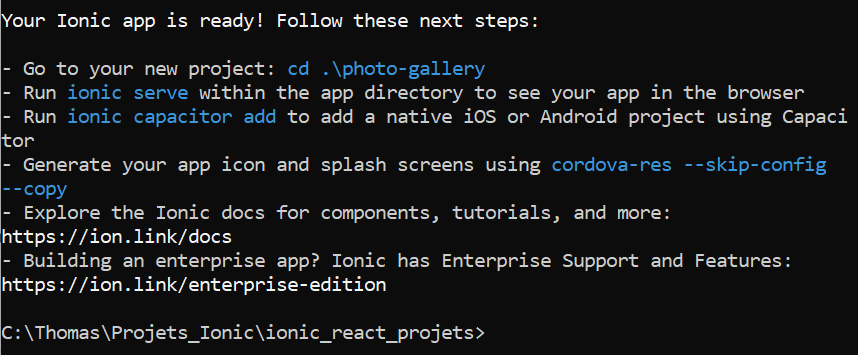 Your Ionic app is ready! Follow these next steps:
- Go to your new project: cd .\photo-gallery
- Run ionic serve within the app directory to see your app in the browser
- Run ionic capacitor add to add a native iOS or Android project using Capaci
tor
- Generate your app icon and splash screens using cordova-res --skip-config
--copy
- Explore the Ionic docs for components, tutorials, and more:
https://ion.link/docs
- Building an enterprise app? Ionic has Enterprise Support and Features:
https://ion.link/enterprise-edition
C:\Thomas\Projets_Ionic\ionic_react_projets>